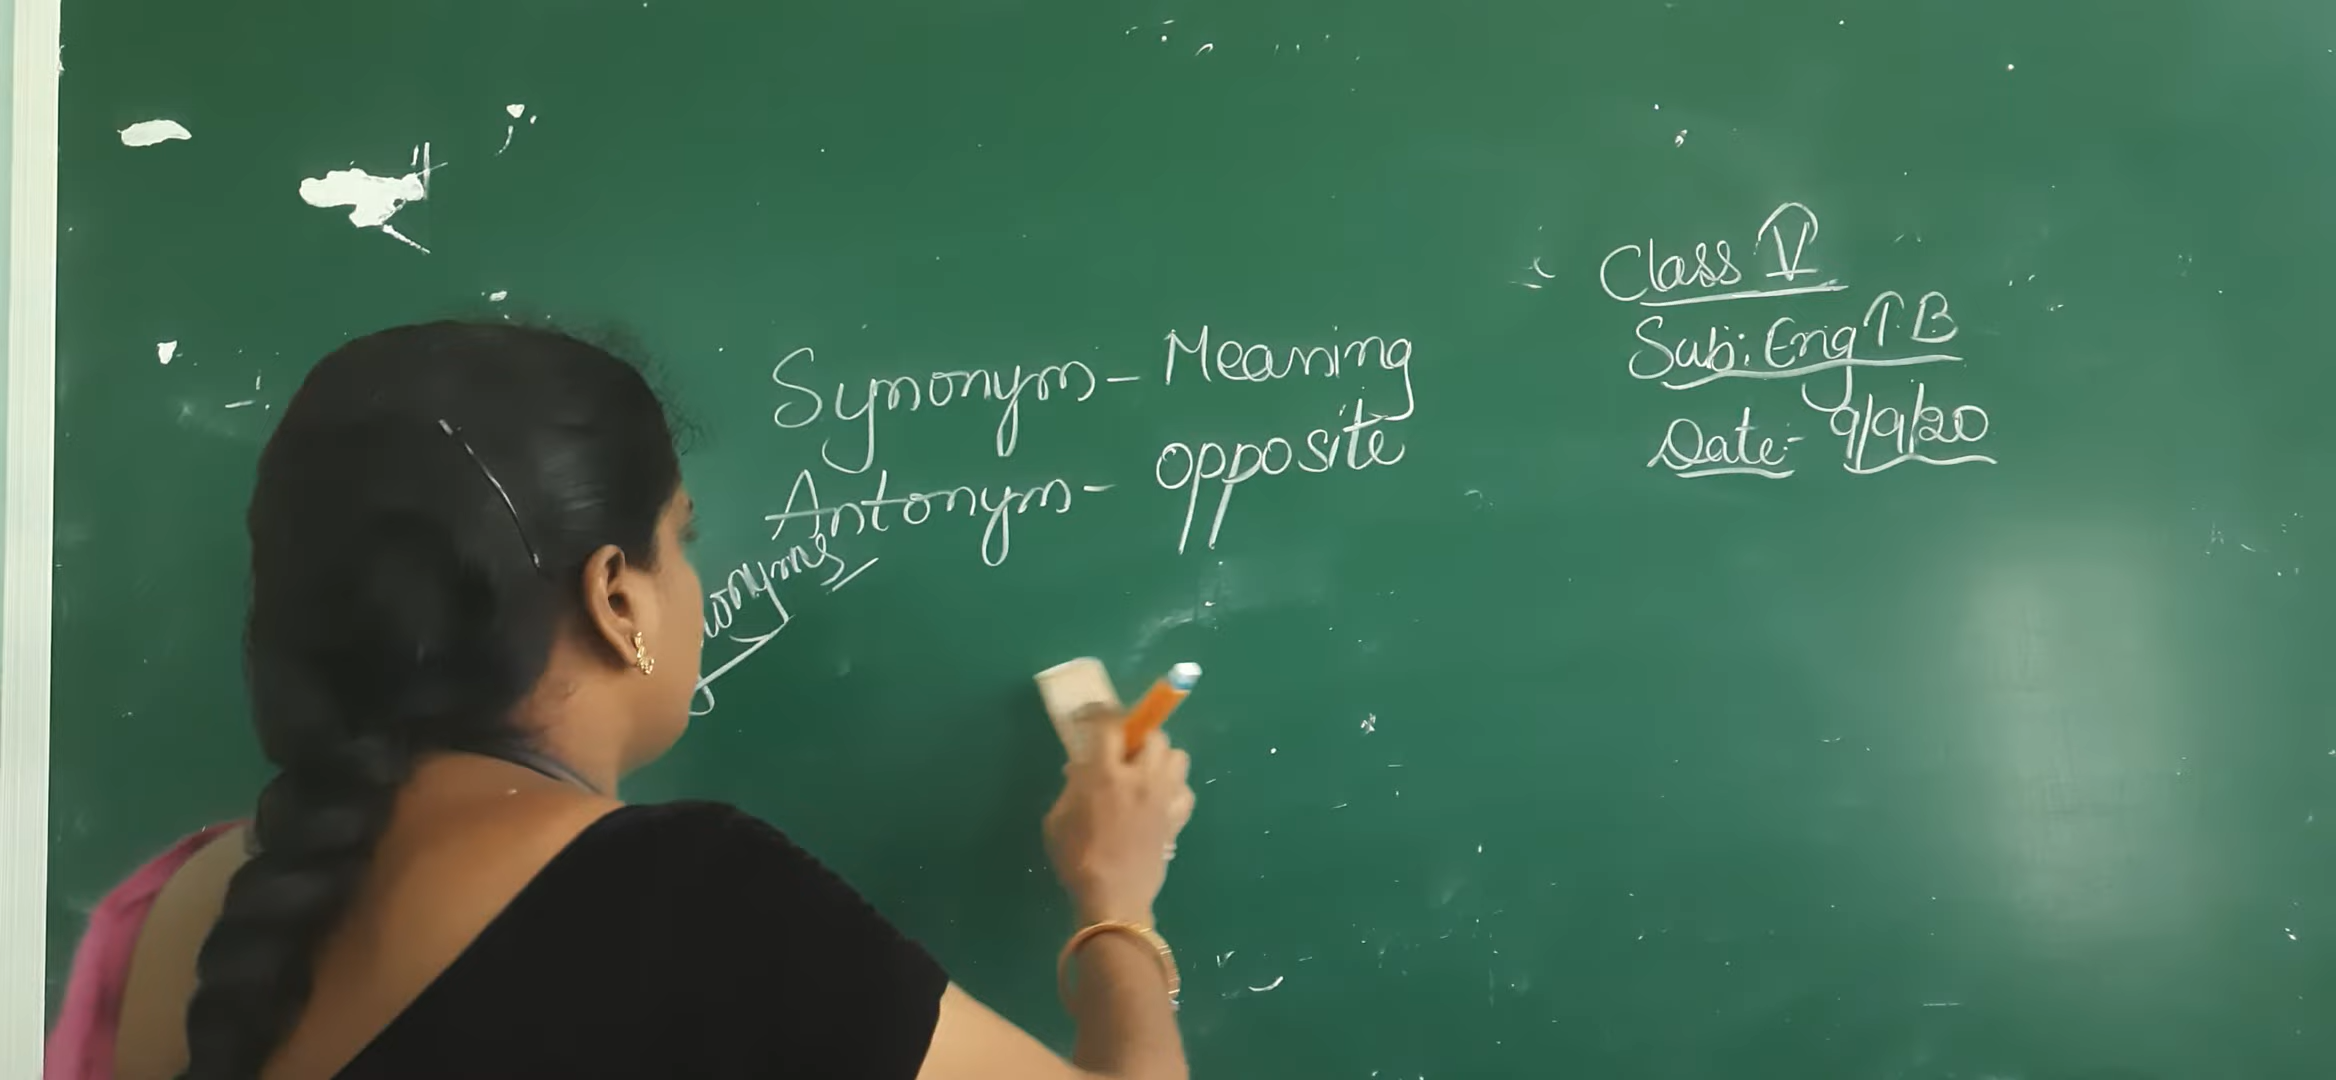 Class V
Sub: Eng T B
Date:- 9/9/20
Synonym - Meaning
Antonym - opposite